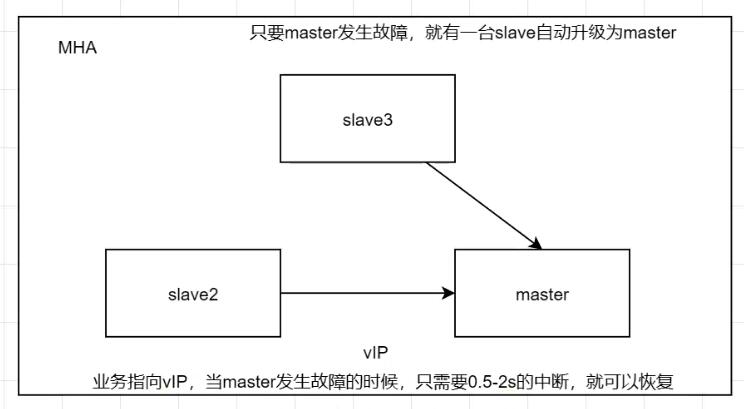 只要master发生故障，就有一台slave自动升级为master
MHA
slave3
slave2
master
vIP
业务指向vIP，当master发生故障的时候，只需要0.5-2s的中断，就可以恢复